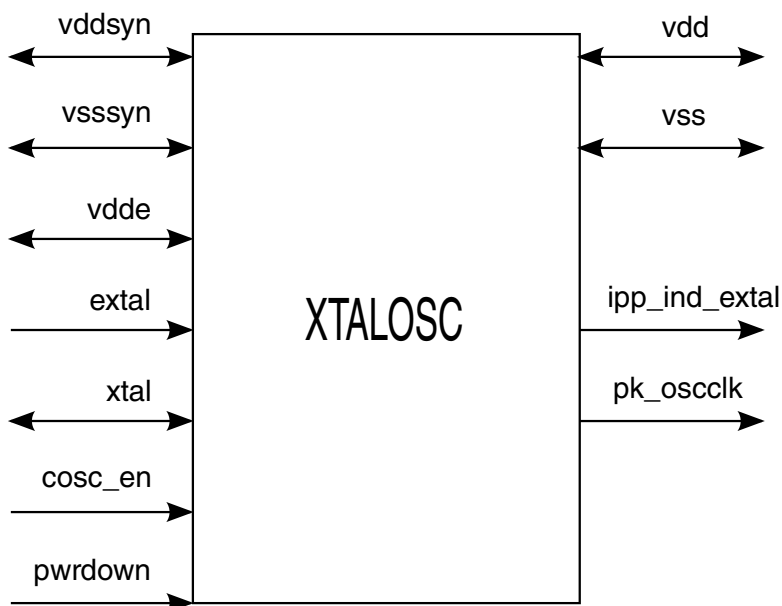 vddsyn
vsssyn
vdde
extal
xtal
cosc_en
pwrdown
XTALOSC
vdd
vss
ipp_ind_extal
pk_oscclk